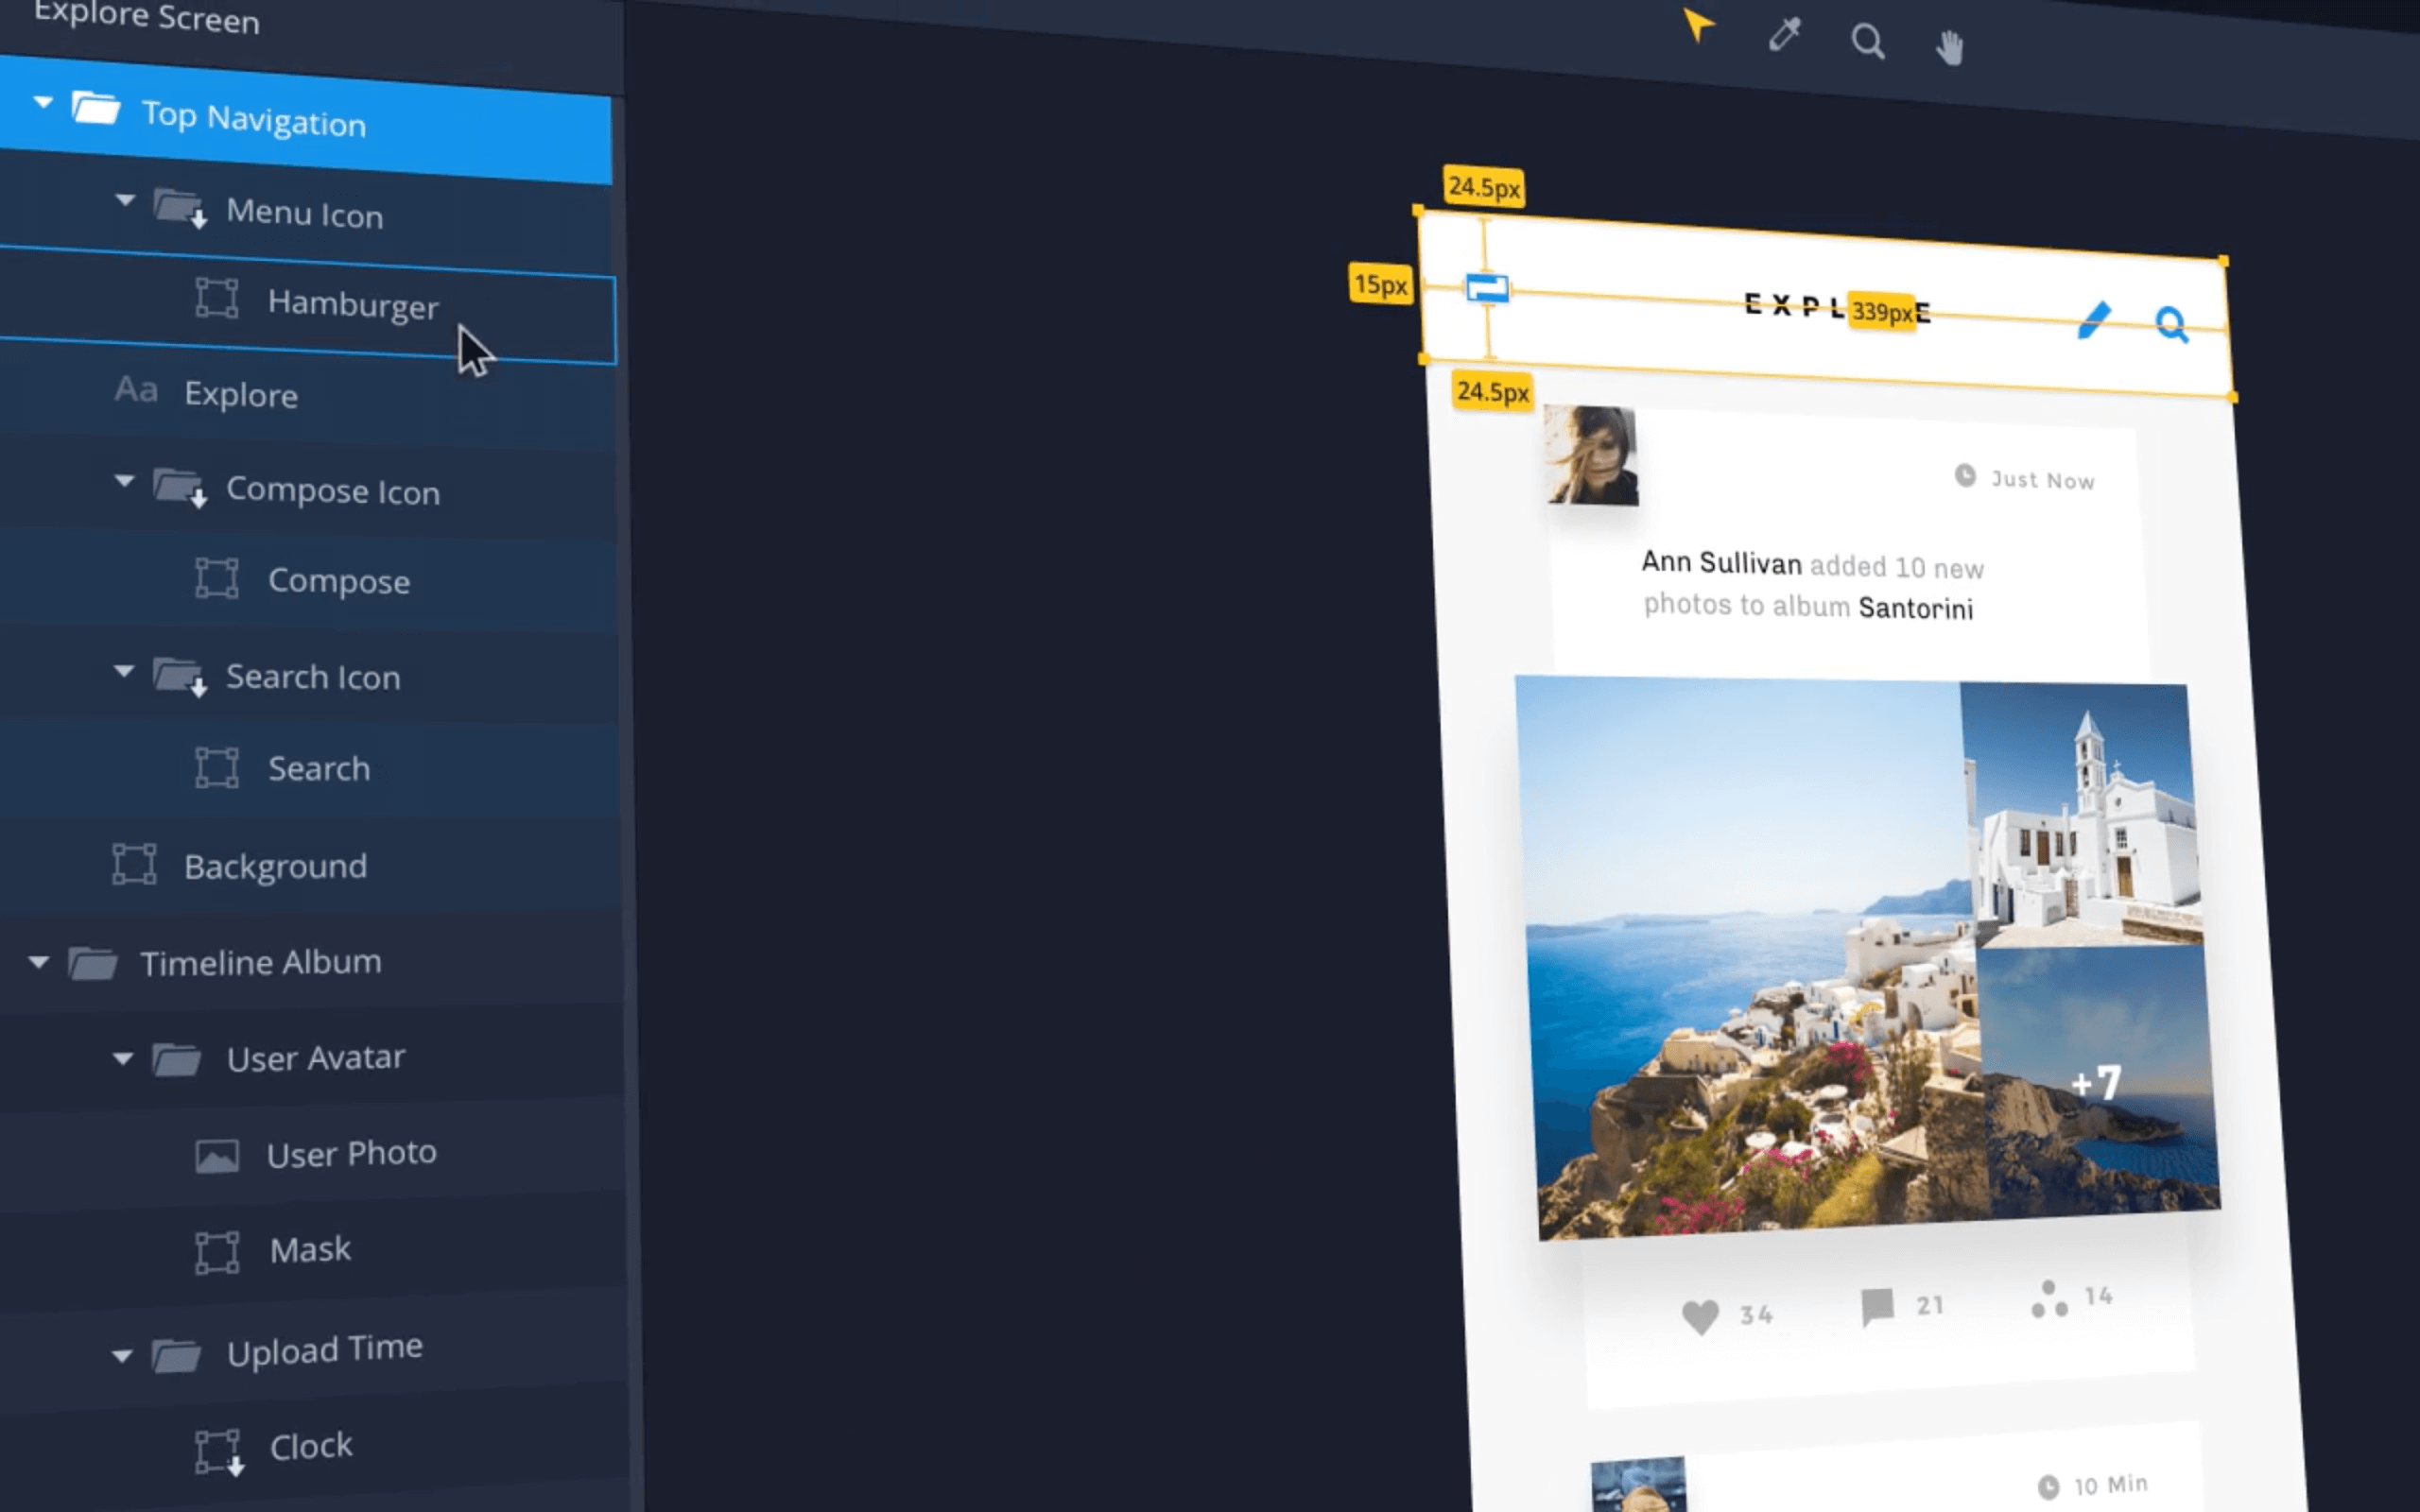 Explore Screen
Top Navigation
Menu Icon
Hamburger
Aa Explore
Compose Icon
Compose
Search Icon
Search
Background
Timeline Album
User Avatar
User Photo
Mask
Upload Time
Clock
24.5px
15px
EXPL 339px E
24.5px
Just Now
Ann Sullivan added 10 new
photos to album Santorini
+7
34 21 14
10 Min